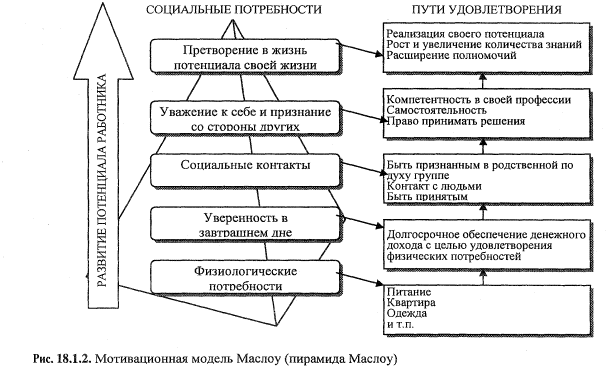 СОЦИАЛЬНЫЕ ПОТРЕБНОСТИ
ПУТИ УДОВЛЕТВОРЕНИЯ
РАЗВИТИЕ ПОТЕНЦИАЛА РАБОТНИКА
Претворение в жизнь
потенциала своей жизни
Реализация своего потенциала
Рост и увеличение количества знаний
Расширение полномочий
Уважение к себе и признание
со стороны других
Компетентность в своей профессии
Самостоятельность
Право принимать решения
Социальные контакты
Быть признанным в родственной по
духу группе
Контакт с людьми
Быть принятым
Уверенность в
завтрашнем дне
Долгосрочное обеспечение денежного
дохода с целью удовлетворения
физических потребностей
Физиологические
потребности
Питание
Квартира
Одежда
и т.п.
Рис. 18.1.2. Мотивационная модель Маслоу (пирамида Маслоу)